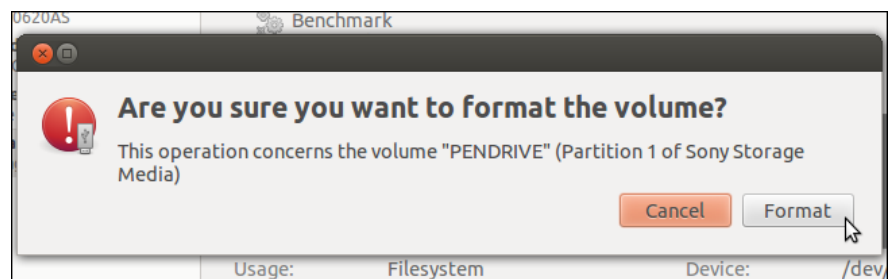 0620AS
Benchmark
Are you sure you want to format the volume?
This operation concerns the volume "PENDRIVE" (Partition 1 of Sony Storage
Media)
Cancel Format
Usage: Filesystem Device: /dev/